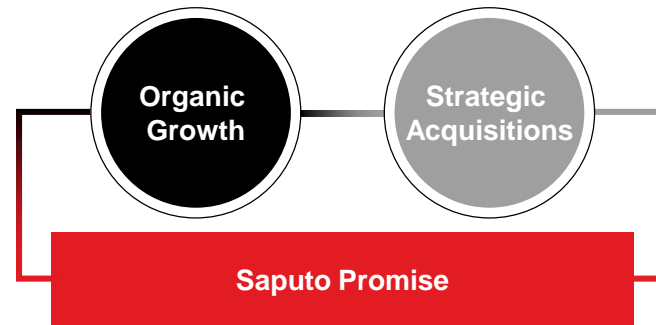 Organic
Growth
Strategic
Acquisitions
Saputo Promise